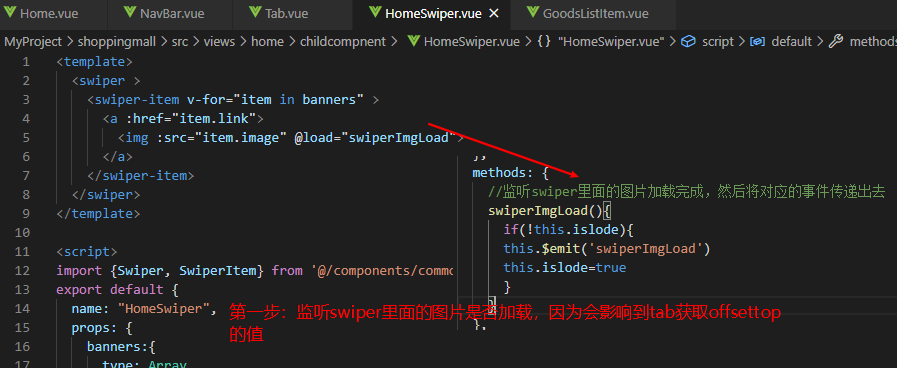 Home.vue NavBar.vue Tab.vue HomeSwiper.vue GoodsListItem.vue
MyProject > shoppingmall > src > views > home > childcompnent > HomeSwiper.vue > {} "HomeSwiper.vue" > script > default > methods
1 <template>
2 <swiper >
3 <swiper-item v-for="item in banners" >
4 <a :href="item.link">
5 <img :src="item.image" @load="swiperImgLoad">
6 </a>
7 </swiper-item>
8 </swiper>
9 </template>
10
11 <script>
12 import {Swiper, SwiperItem} from '@/components/commo
13 export default {
14 name: "HomeSwiper",
15 props: {
16 banners:{
17 type: Array
methods: {
//监听swiper里面的图片加载完成，然后将对应的事件传递出去
swiperImgLoad(){
if(!this.islode){
this.$emit('swiperImgLoad')
this.islode=true
}
}
},
第一步：监听swiper里面的图片是否加载，因为会影响到tab获取offsettop
的值